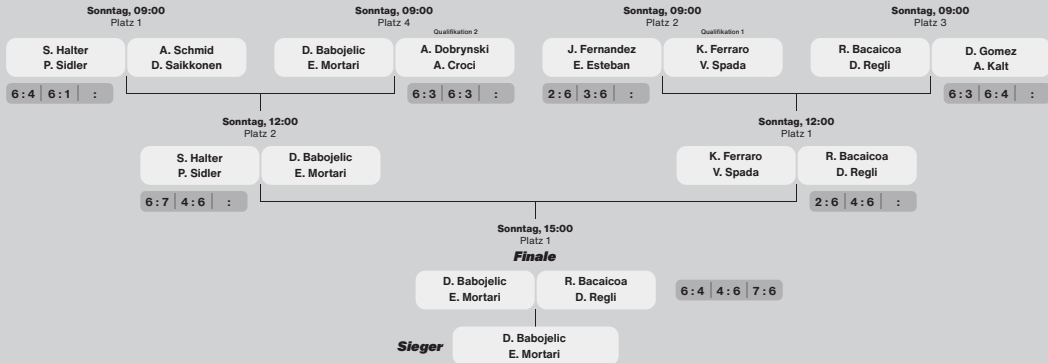 Sonntag, 09:00
Platz 1
S. Halter
P. Sidler
A. Schmid
D. Saikkonen
6:4 6:1 :
Sonntag, 09:00
Platz 4
Qualifikation 2
D. Babojelic
E. Mortari
A. Dobrynski
A. Croci
6:3 6:3 :
Sonntag, 09:00
Platz 2
Qualifikation 1
J. Fernandez
E. Esteban
K. Ferraro
V. Spada
2:6 3:6 :
Sonntag, 09:00
Platz 3
R. Bacaicoa
D. Regli
D. Gomez
A. Kalt
6:3 6:4 :
Sonntag, 12:00
Platz 2
S. Halter
P. Sidler
D. Babojelic
E. Mortari
6:7 4:6 :
Sonntag, 12:00
Platz 1
K. Ferraro
V. Spada
R. Bacaicoa
D. Regli
2:6 4:6 :
Sonntag, 15:00
Platz 1
Finale
D. Babojelic
E. Mortari
R. Bacaicoa
D. Regli
6:4 4:6 7:6
Sieger
D. Babojelic
E. Mortari